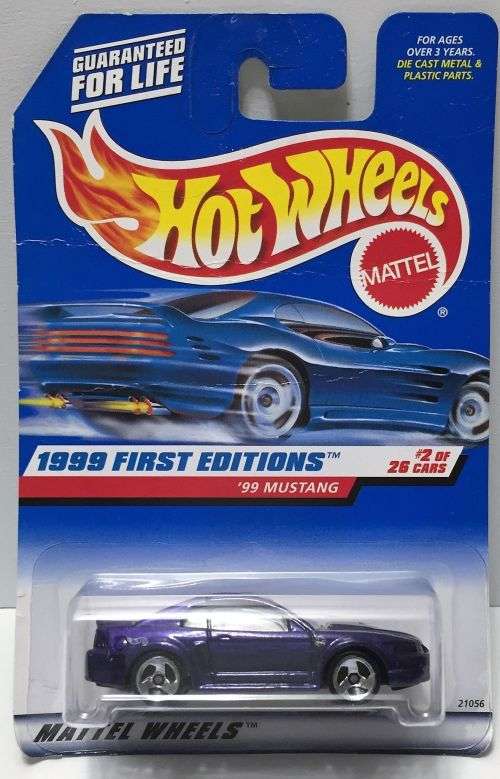 GUARANTEED
FOR LIFE
FOR AGES
OVER 3 YEARS.
DIE CAST METAL &
PLASTIC PARTS.
HOT WHEELS
MATTEL
®
1999 FIRST EDITIONS™
#2 OF
26 CARS
'99 MUSTANG
21056
MATTEL WHEELS™